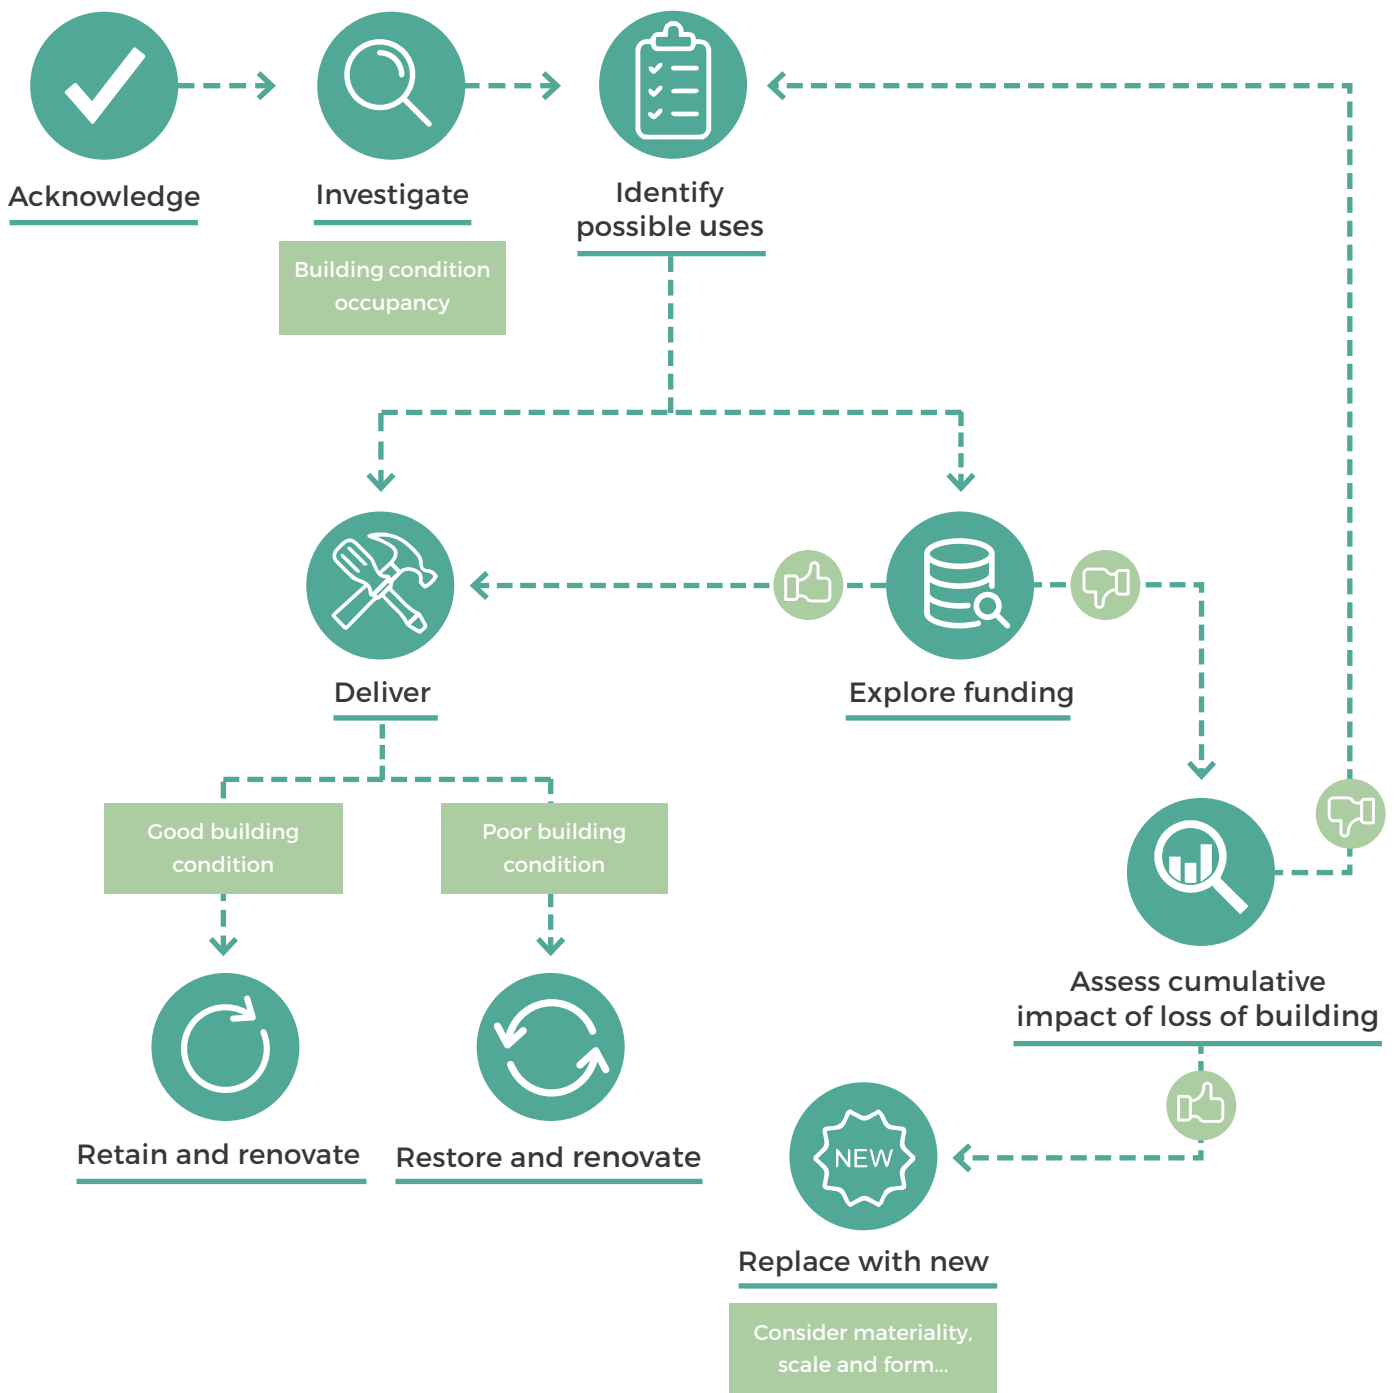 Acknowledge
Investigate
Building condition
occupancy
Identify
possible uses
Deliver
Explore funding
Good building
condition
Poor building
condition
Retain and renovate
Restore and renovate
Assess cumulative
impact of loss of building
NEW
Replace with new
Consider materiality,
scale and form...